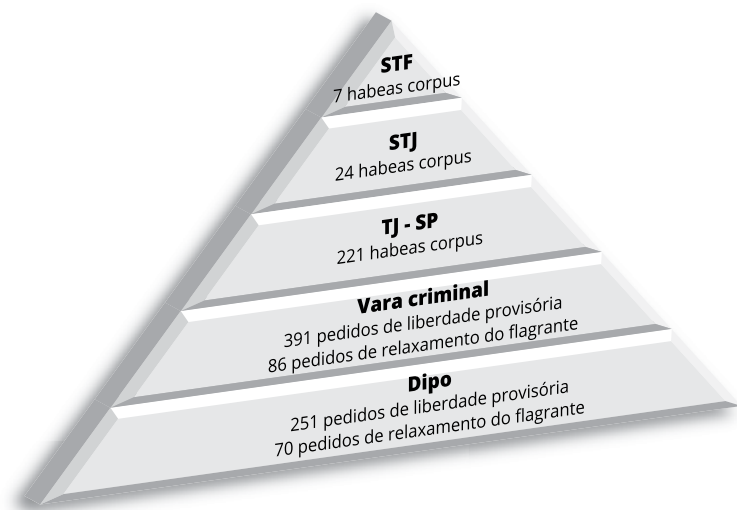 STF
7 habeas corpus
STJ
24 habeas corpus
TJ - SP
221 habeas corpus
Vara criminal
391 pedidos de liberdade provisória
86 pedidos de relaxamento do flagrante
Dipo
251 pedidos de liberdade provisória
70 pedidos de relaxamento do flagrante